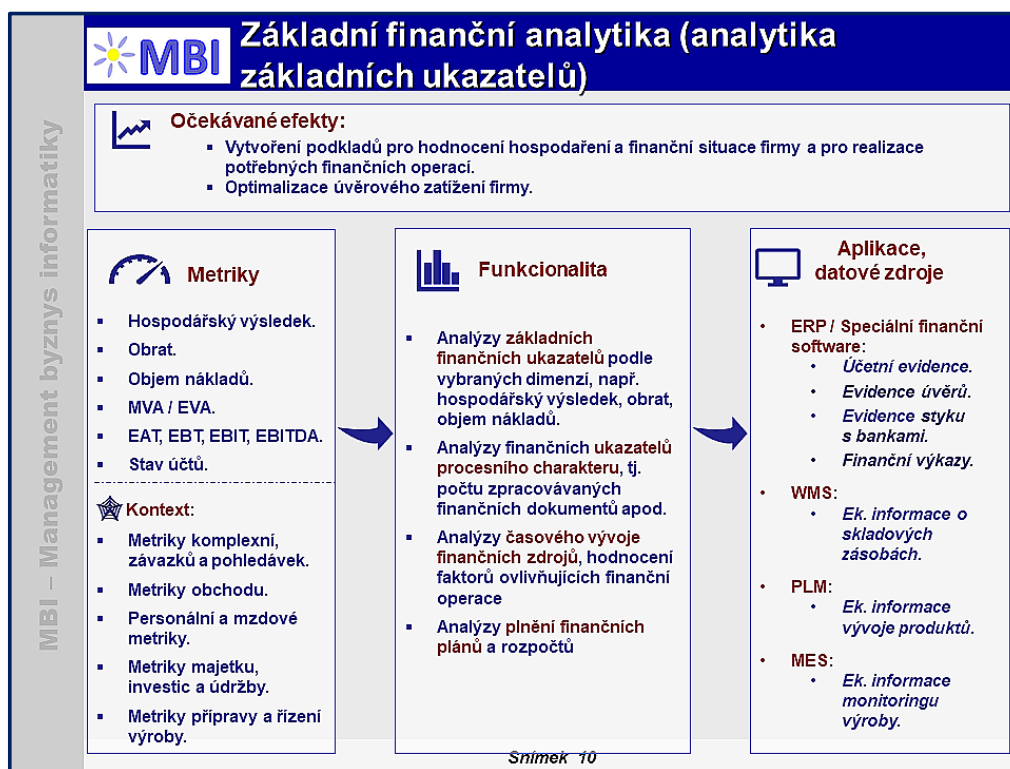 MBI
Základní finanční analytika (analytika
základních ukazatelů)
MBI – Management byznys informatiky
Očekávané efekty:
▪ Vytvoření podkladů pro hodnocení hospodaření a finanční situace firmy a pro realizace
potřebných finančních operací.
▪ Optimalizace úvěrového zatížení firmy.
Metriky
▪ Hospodářský výsledek.
▪ Obrat.
▪ Objem nákladů.
▪ MVA / EVA.
▪ EAT, EBT, EBIT, EBITDA.
▪ Stav účtů.
Kontext:
▪ Metriky komplexní,
závazků a pohledávek.
▪ Metriky obchodu.
▪ Personální a mzdové
metriky.
▪ Metriky majetku,
investic a údržby.
▪ Metriky přípravy a řízení
výroby.
Funkcionalita
▪ Analýzy základních
finančních ukazatelů podle
vybraných dimenzí, např.
hospodářský výsledek, obrat,
objem nákladů.
▪ Analýzy finančních ukazatelů
procesního charakteru, tj.
počtu zpracovávaných
finančních dokumentů apod.
▪ Analýzy časového vývoje
finančních zdrojů, hodnocení
faktorů ovlivňujících finanční
operace
▪ Analýzy plnění finančních
plánů a rozpočtů
Aplikace,
datové zdroje
• ERP / Speciální finanční
software:
• Účetní evidence.
• Evidence úvěrů.
• Evidence styku
s bankami.
• Finanční výkazy.
• WMS:
• Ek. informace o
skladových
zásobách.
• PLM:
• Ek. informace
vývoje produktů.
• MES:
• Ek. informace
monitoringu
výroby.
Snímek 10